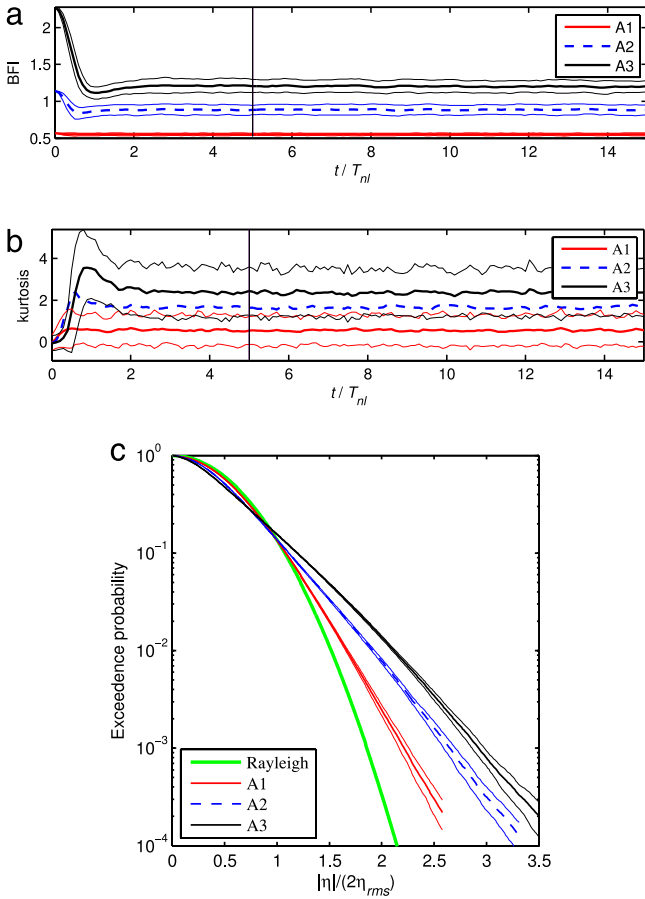 a
2
1.5
1
0.5
BFI
0 2 4 6 8 10 12 14
t / Tnl
A1
A2
A3
b
4
2
0
kurtosis
0 2 4 6 8 10 12 14
t / Tnl
A1
A2
A3
c
10^0
10^-1
10^-2
10^-3
10^-4
Exceedence probability
Rayleigh
A1
A2
A3
0 0.5 1 1.5 2 2.5 3 3.5
|η|/(2ηrms)